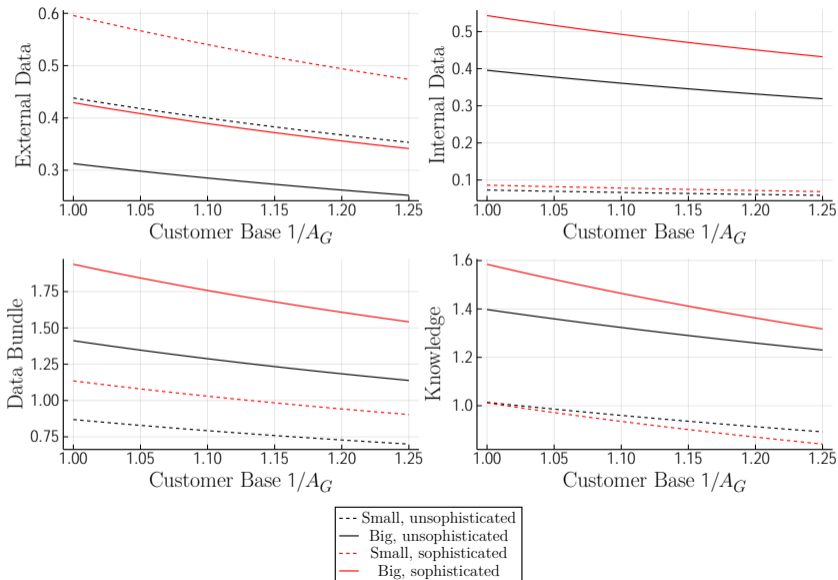 0.6
0.5
0.4
0.3
External Data
1.00 1.05 1.10 1.15 1.20 1.25
Customer Base 1/A_G
0.5
0.4
0.3
0.1
Internal Data
1.00 1.05 1.10 1.15 1.20 1.25
Customer Base 1/A_G
1.75
1.50
1.25
1.00
0.75
Data Bundle
1.00 1.05 1.10 1.15 1.20 1.25
Customer Base 1/A_G
1.6
1.4
1.2
1.0
Knowledge
1.00 1.05 1.10 1.15 1.20 1.25
Customer Base 1/A_G
Small, unsophisticated
Big, unsophisticated
Small, sophisticated
Big, sophisticated